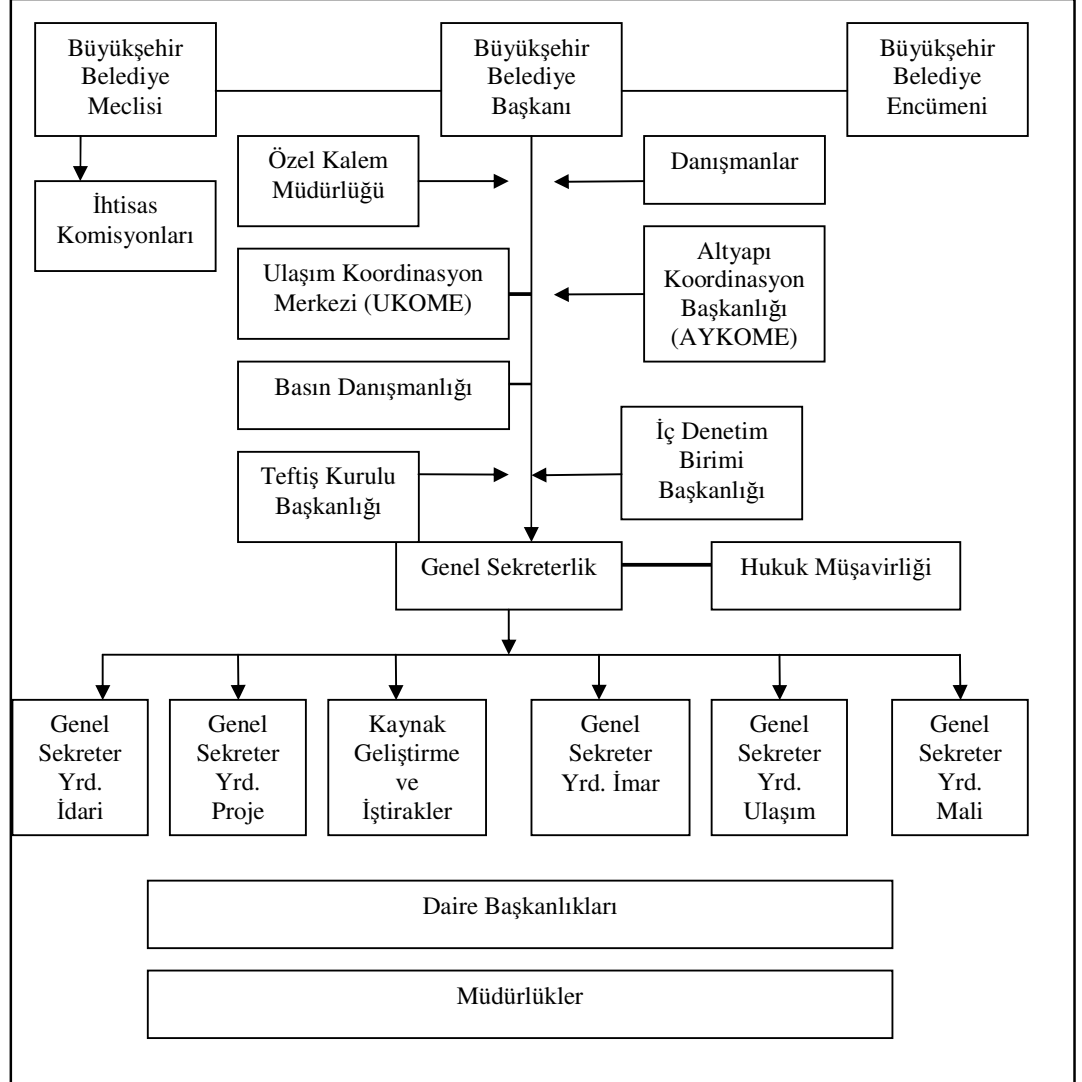 Büyükşehir
Belediye
Meclisi
Büyükşehir
Belediye
Başkanı
Büyükşehir
Belediye
Encümeni
İhtisas
Komisyonları
Özel Kalem
Müdürlüğü
Danışmanlar
Ulaşım Koordinasyon
Merkezi (UKOME)
Altyapı
Koordinasyon
Başkanlığı
(AYKOME)
Basın Danışmanlığı
İç Denetim
Birimi
Başkanlığı
Teftiş Kurulu
Başkanlığı
Genel Sekreterlik
Hukuk Müşavirliği
Genel
Sekreter
Yrd.
İdari
Genel
Sekreter
Yrd.
Proje
Kaynak
Geliştirme
ve
İştirakler
Genel
Sekreter
Yrd. İmar
Genel
Sekreter
Yrd.
Ulaşım
Genel
Sekreter
Yrd.
Mali
Daire Başkanlıkları
Müdürlükler